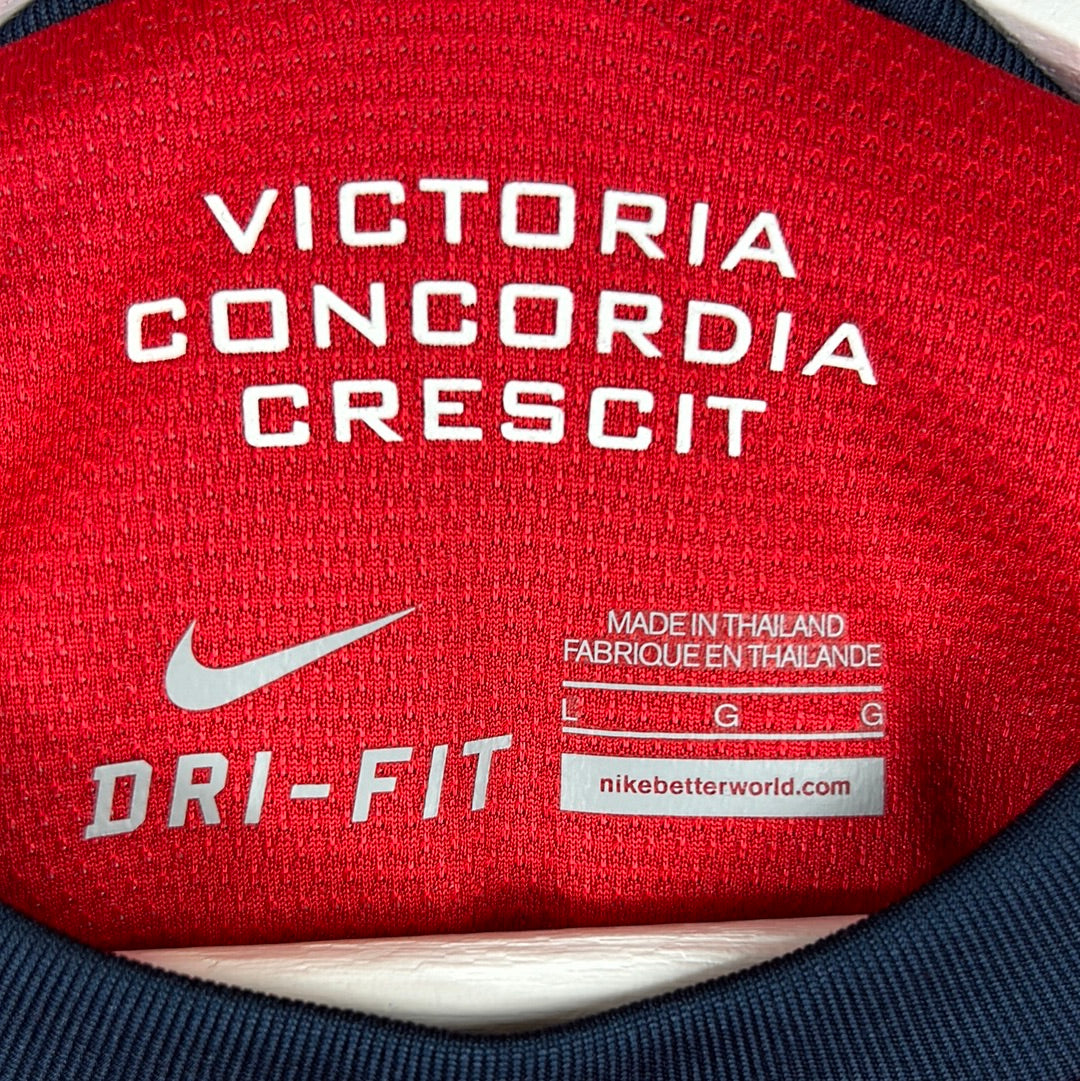 VICTORIA
CONCORDIA
CRESCIT
DRI-FIT
MADE IN THAILAND
FABRIQUE EN THAILANDE
L G G
nikebetterworld.com